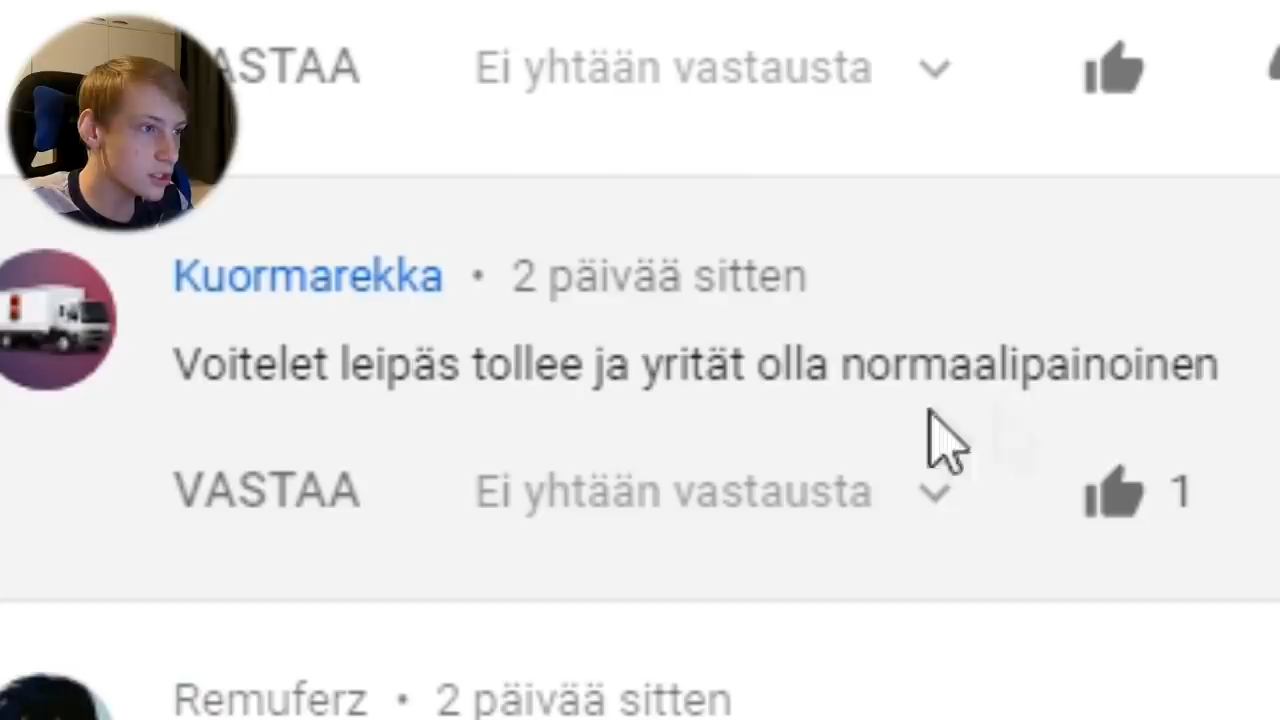 VASTAA Ei yhtään vastausta
Kuormarekka • 2 päivää sitten
Voitelet leipäs tollee ja yrität olla normaalipainoinen
VASTAA Ei yhtään vastausta 1
Remuferz • 2 päivää sitten